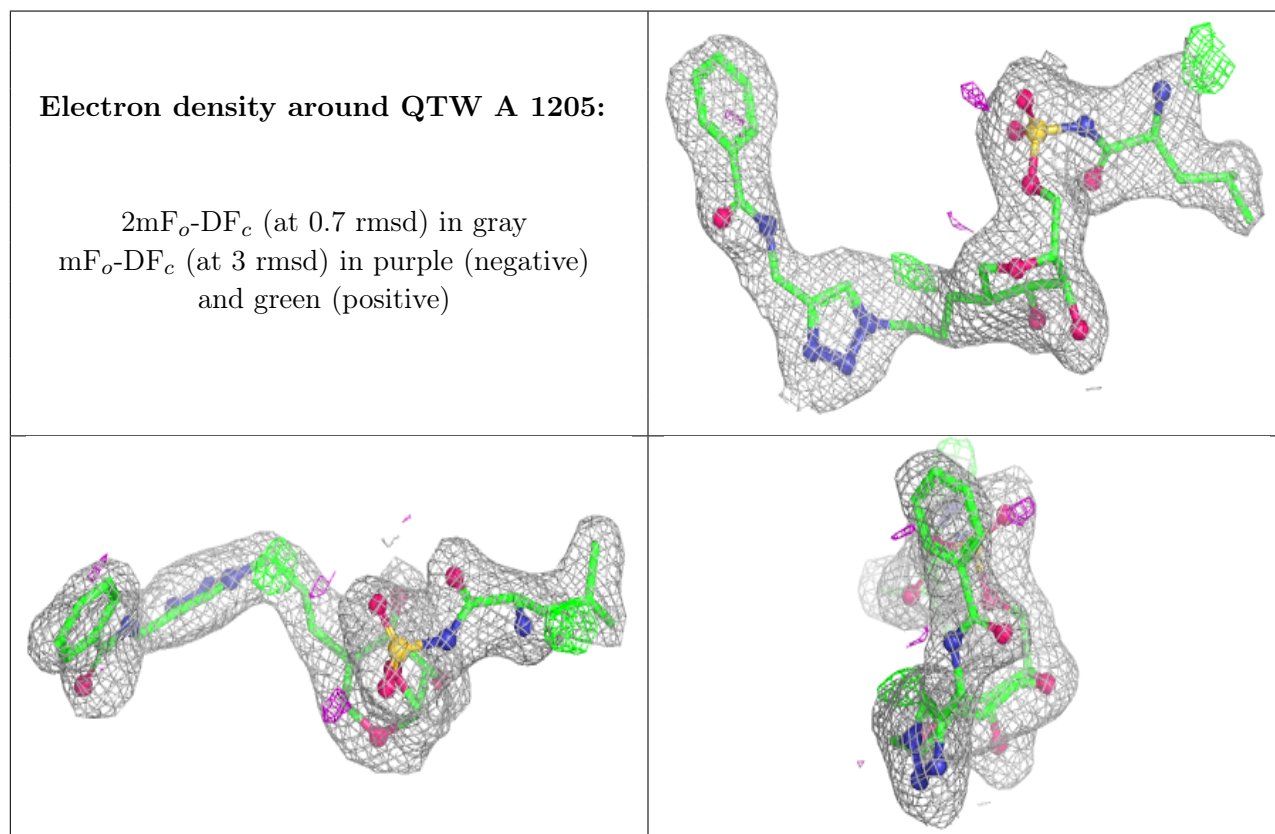 Electron density around QTW A 1205:
2mFₒ-DF𝑐 (at 0.7 rmsd) in gray
mFₒ-DF𝑐 (at 3 rmsd) in purple (negative)
and green (positive)